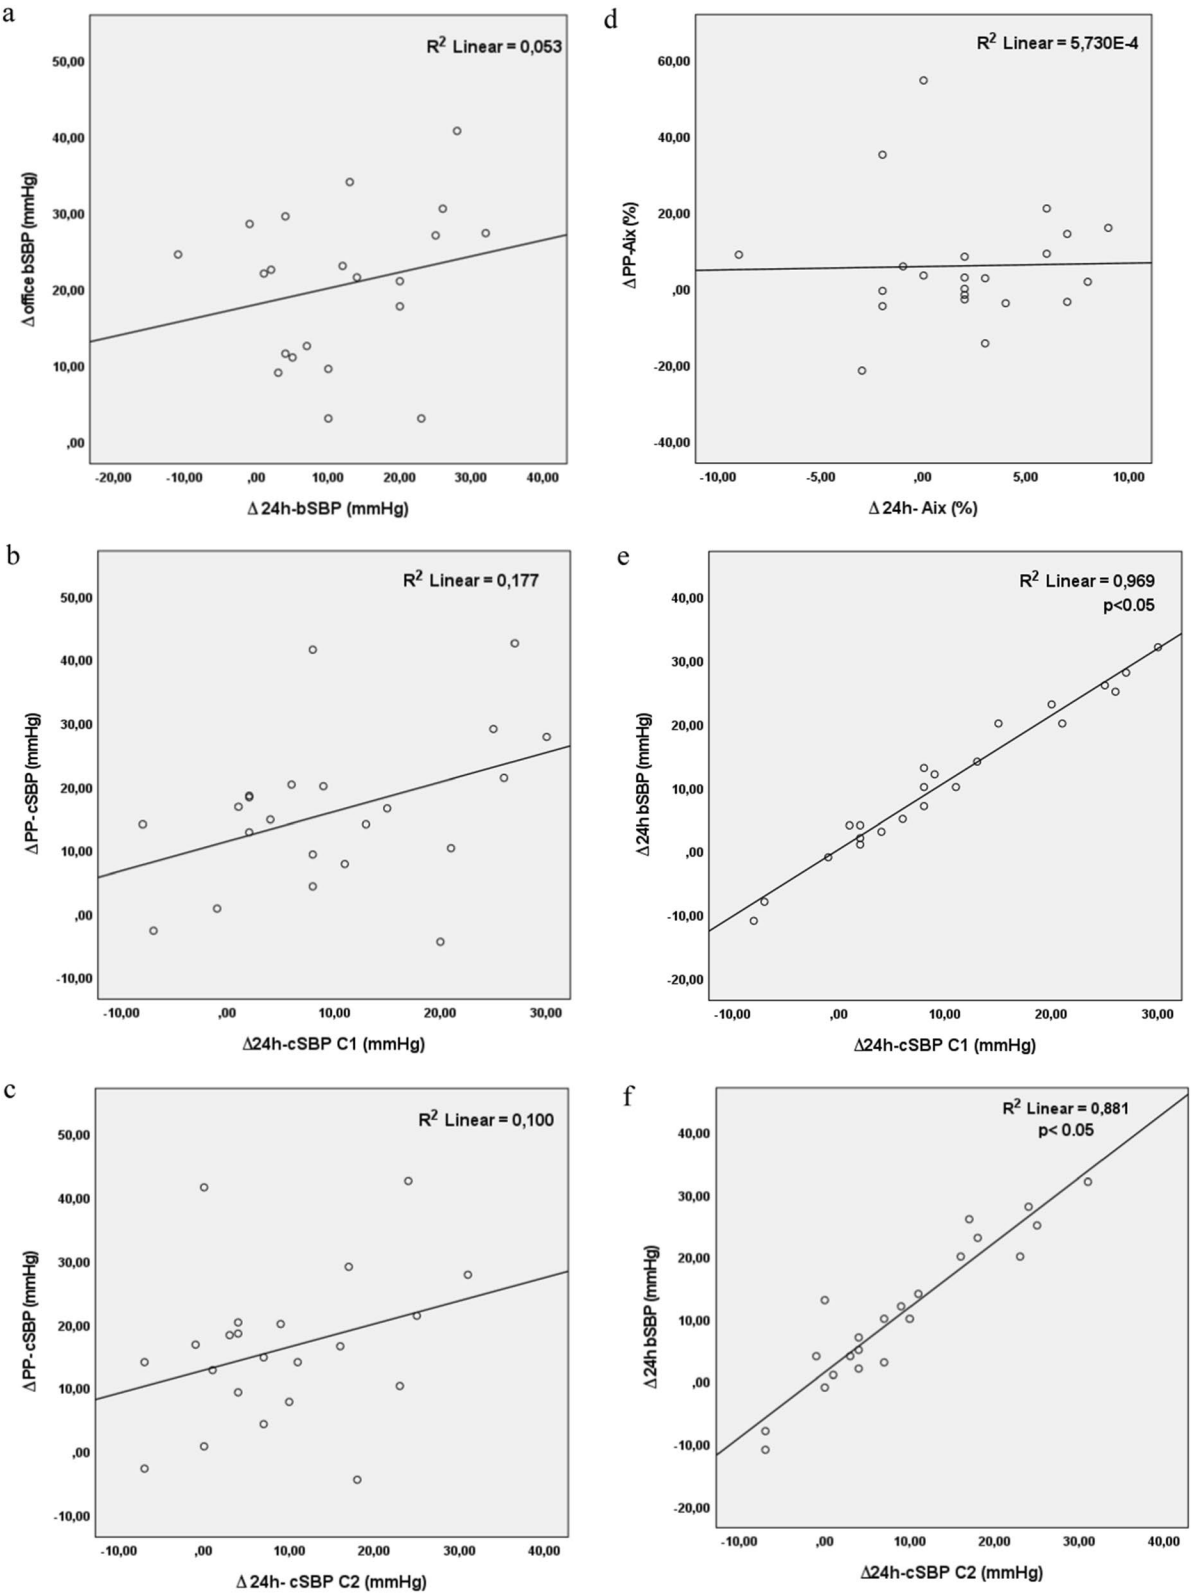 a
R² Linear = 0,053
50,00
40,00
30,00
20,00
10,00
,00
Δ office bSBP (mmHg)
-20,00 -10,00 ,00 10,00 20,00 30,00 40,00
Δ 24h-bSBP (mmHg)
d
R² Linear = 5,730E-4
60,00
40,00
20,00
,00
-20,00
-40,00
ΔPP-Aix (%)
-10,00 -5,00 ,00 5,00 10,00
Δ 24h- Aix (%)
b
R² Linear = 0,177
50,00
40,00
30,00
20,00
10,00
,00
-10,00
ΔPP- cSBP (mmHg)
-10,00 ,00 10,00 20,00 30,00
Δ24h-cSBP C1 (mmHg)
e
R² Linear = 0,969
p<0.05
40,00
30,00
20,00
10,00
,00
-10,00
-20,00
Δ24h bSBP (mmHg)
-10,00 ,00 10,00 20,00 30,00
Δ24h-cSBP C1 (mmHg)
c
R² Linear = 0,100
50,00
40,00
30,00
20,00
10,00
,00
-10,00
ΔPP- cSBP (mmHg)
-10,00 ,00 10,00 20,00 30,00 40,00
Δ 24h- cSBP C2 (mmHg)
f
R² Linear = 0,881
p< 0.05
40,00
30,00
20,00
10,00
,00
-10,00
-20,00
Δ24h bSBP (mmHg)
-10,00 ,00 10,00 20,00 30,00 40,00
Δ24h-cSBP C2 (mmHg)